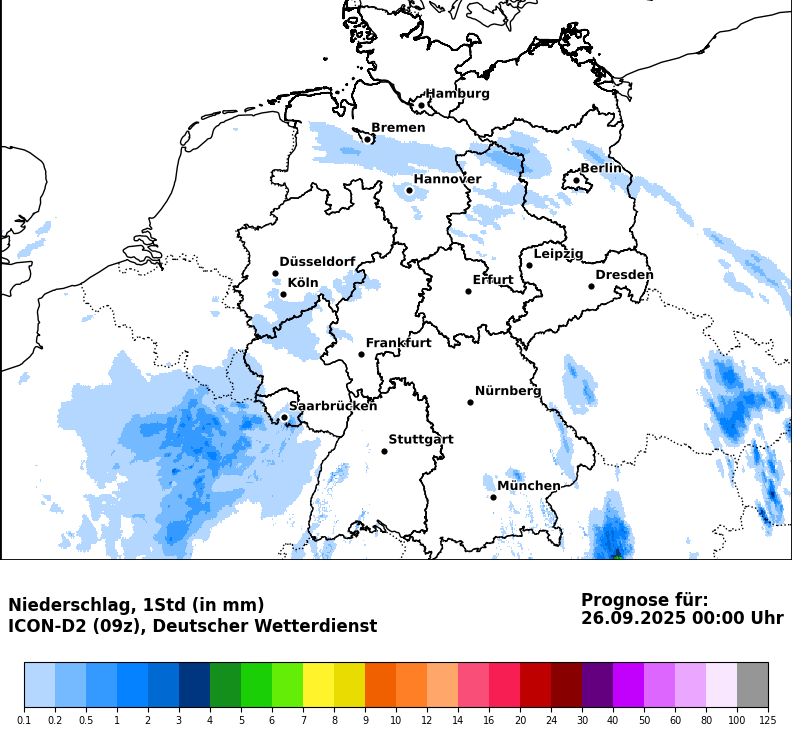 Hamburg
Bremen
Berlin
Hannover
Leipzig
Düsseldorf
Dresden
Köln
Erfurt
Frankfurt
Nürnberg
Saarbrücken
Stuttgart
München
Niederschlag, 1Std (in mm)
ICON-D2 (09z), Deutscher Wetterdienst
Prognose für:
26.09.2025 00:00 Uhr
0.1 0.2 0.5 1 2 3 4 5 6 7 8 9 10 12 14 16 20 24 30 40 50 60 80 100 125